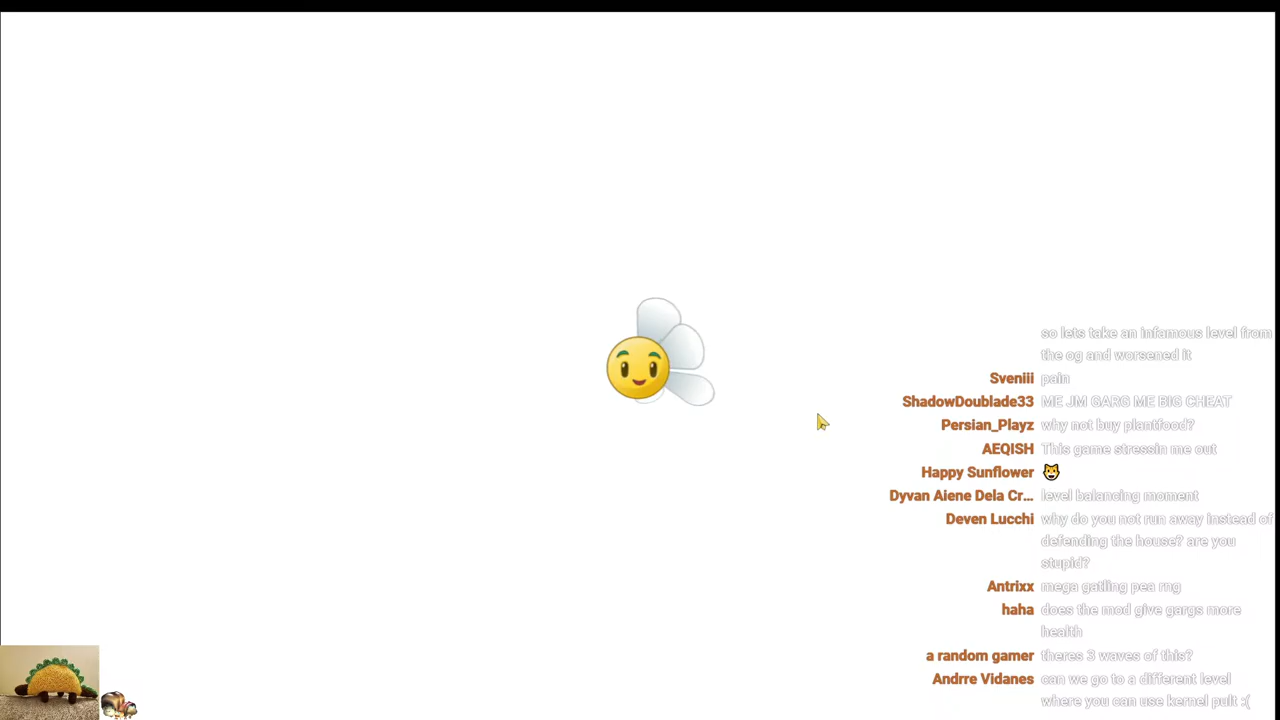 so lets take an infamous level from
the og and worsened it
Sveniii pain
ShadowDoublade33 ME JM GARG ME BIG CHEAT
Persian_Playz why not buy plantfood?
AEQISH This game stressin me out
Happy Sunflower
Dyvan Aiene Dela Cr... level balancing moment
Deven Lucchi why do you not run away instead of
defending the house? are you
stupid?
Antrixx mega gatling pea rng
haha does the mod give gargs more
health
a random gamer theres 3 waves of this?
Andrre Vidanes can we go to a different level
where you can use kernel pult :(